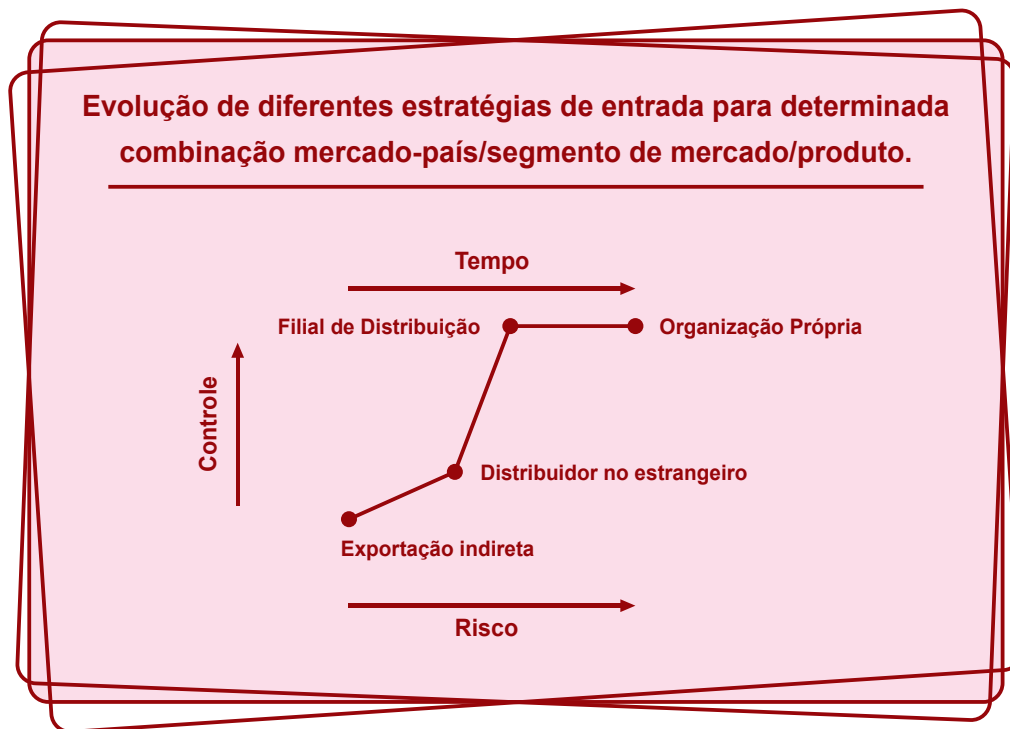 Evolução de diferentes estratégias de entrada para determinada
combinação mercado-país/segmento de mercado/produto.
Tempo
Filial de Distribuição
Organização Própria
Controle
Distribuidor no estrangeiro
Exportação indireta
Risco